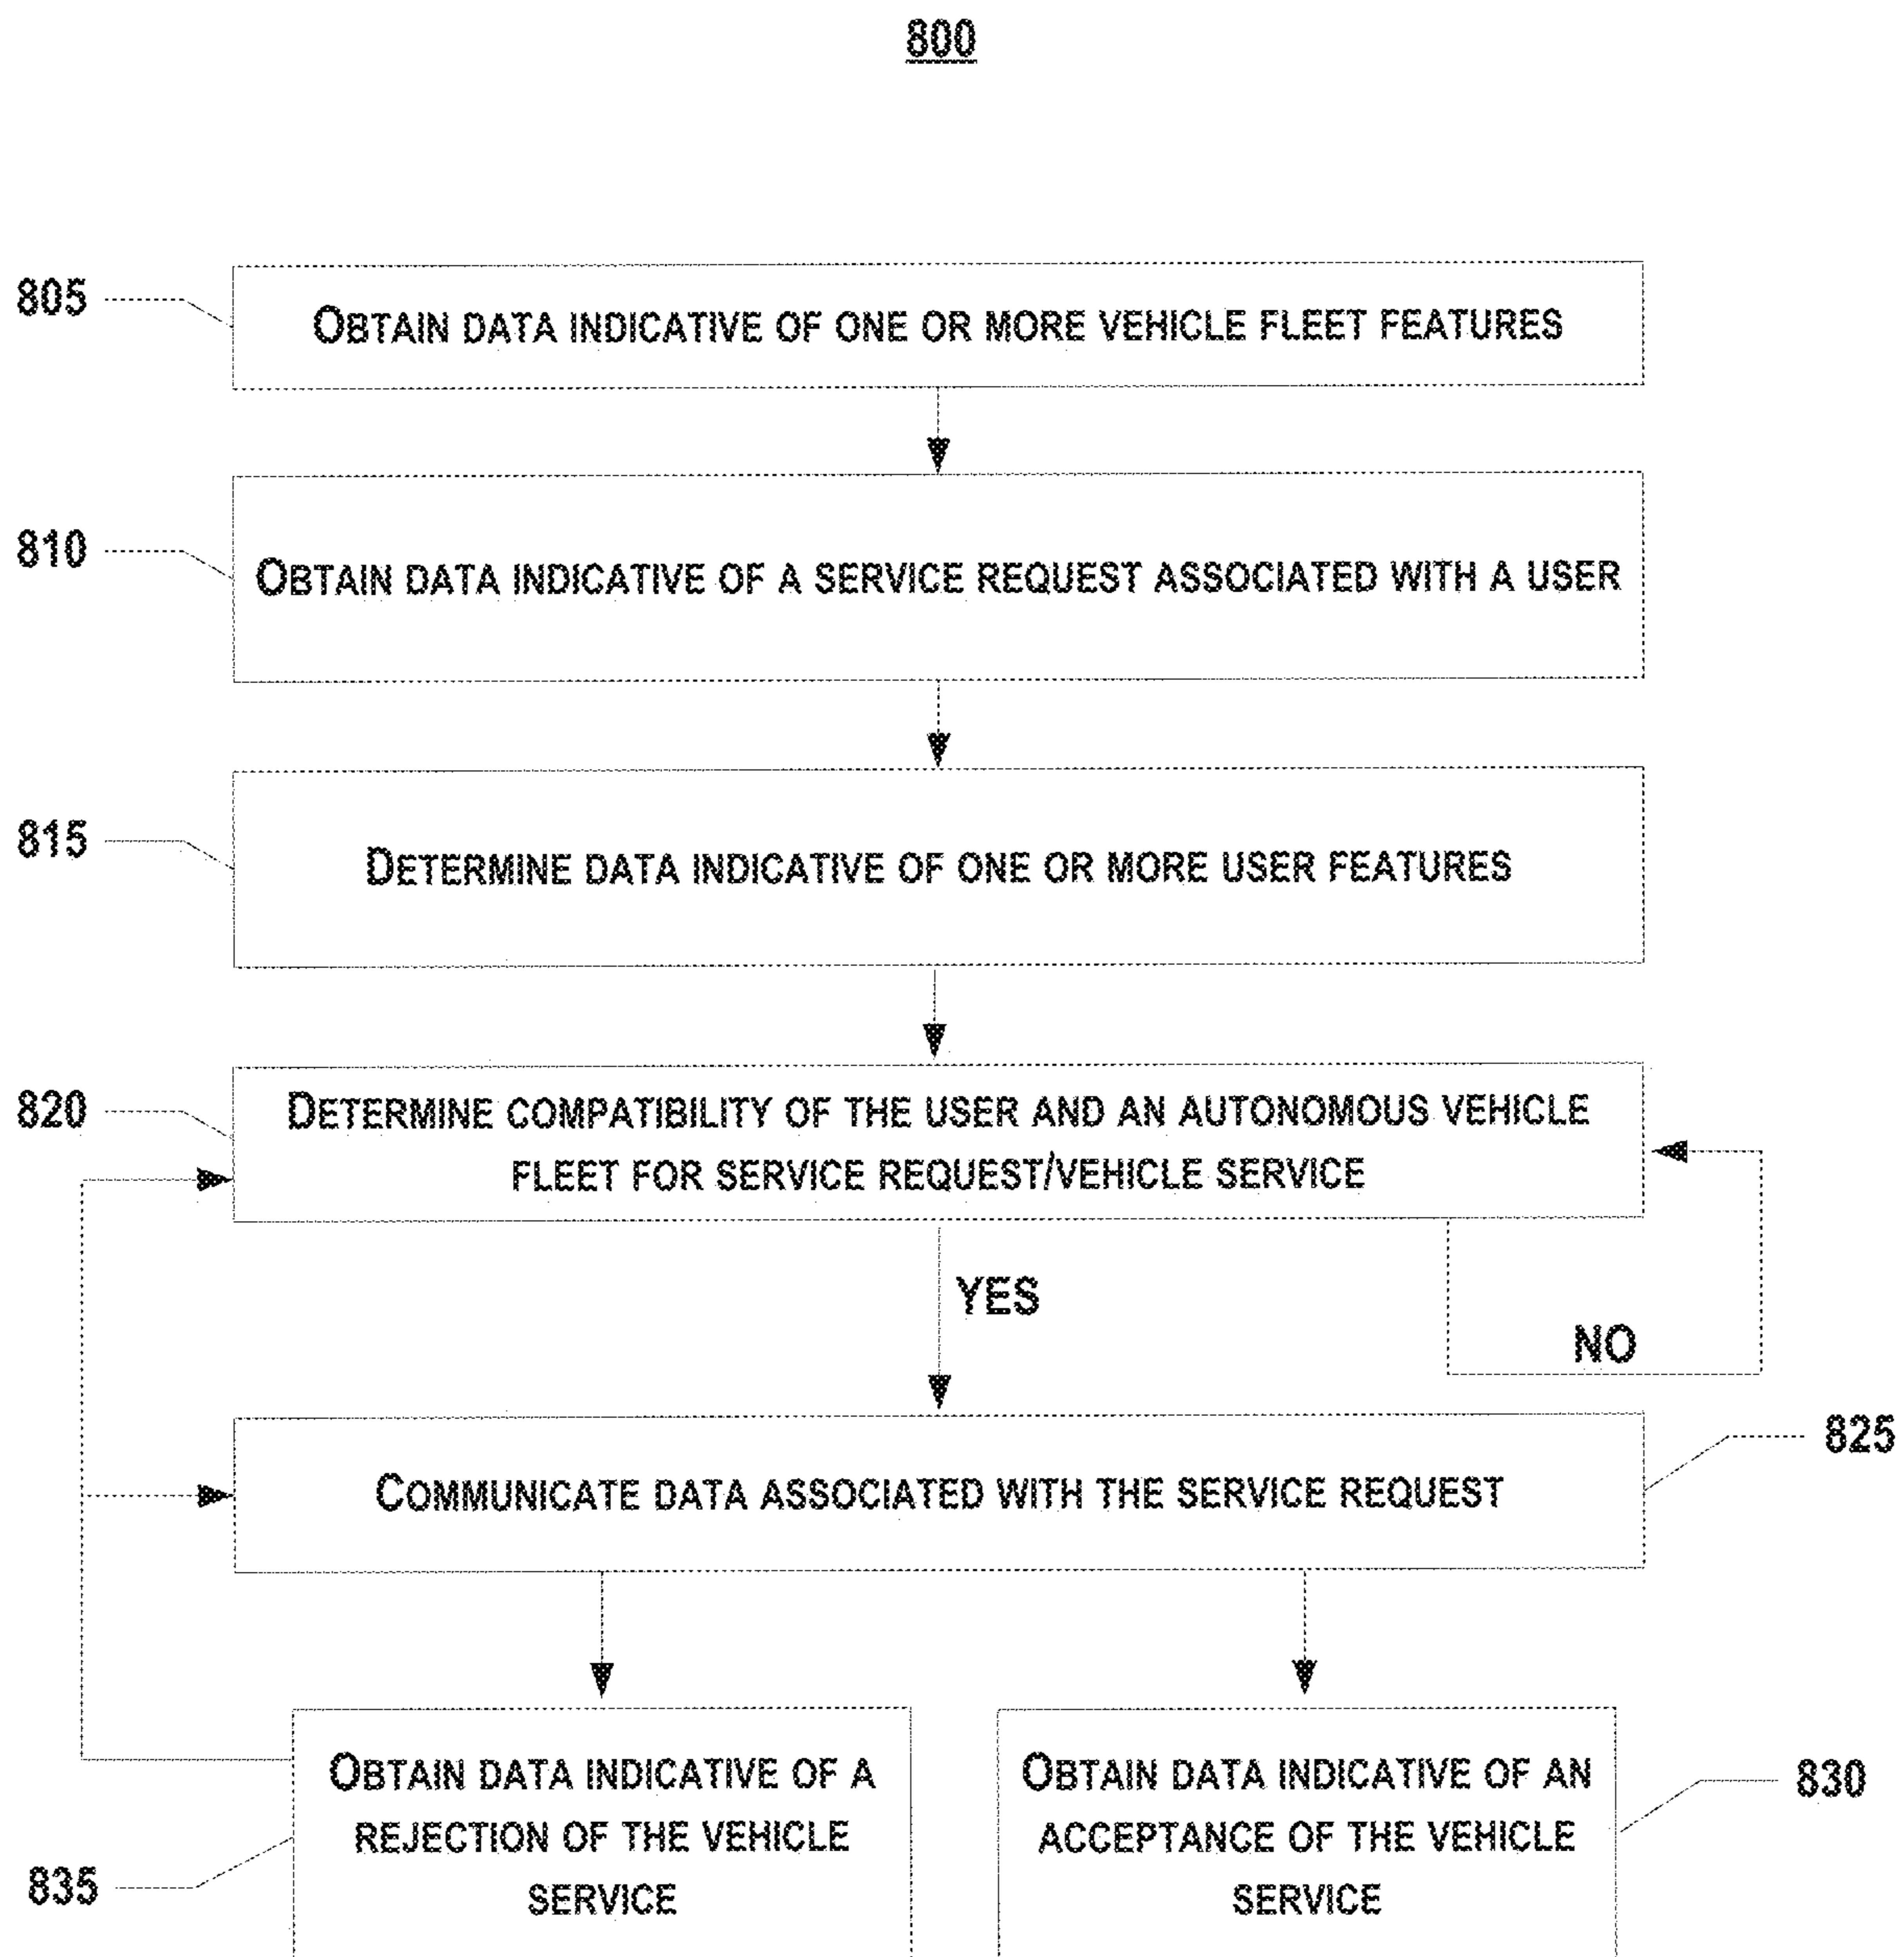 800
805
OBTAIN DATA INDICATIVE OF ONE OR MORE VEHICLE FLEET FEATURES
810
OBTAIN DATA INDICATIVE OF A SERVICE REQUEST ASSOCIATED WITH A USER
815
DETERMINE DATA INDICATIVE OF ONE OR MORE USER FEATURES
820
DETERMINE COMPATIBILITY OF THE USER AND AN AUTONOMOUS VEHICLE
FLEET FOR SERVICE REQUEST/VEHICLE SERVICE
YES
NO
825
COMMUNICATE DATA ASSOCIATED WITH THE SERVICE REQUEST
835
OBTAIN DATA INDICATIVE OF A
REJECTION OF THE VEHICLE
SERVICE
OBTAIN DATA INDICATIVE OF AN
ACCEPTANCE OF THE VEHICLE
SERVICE
830